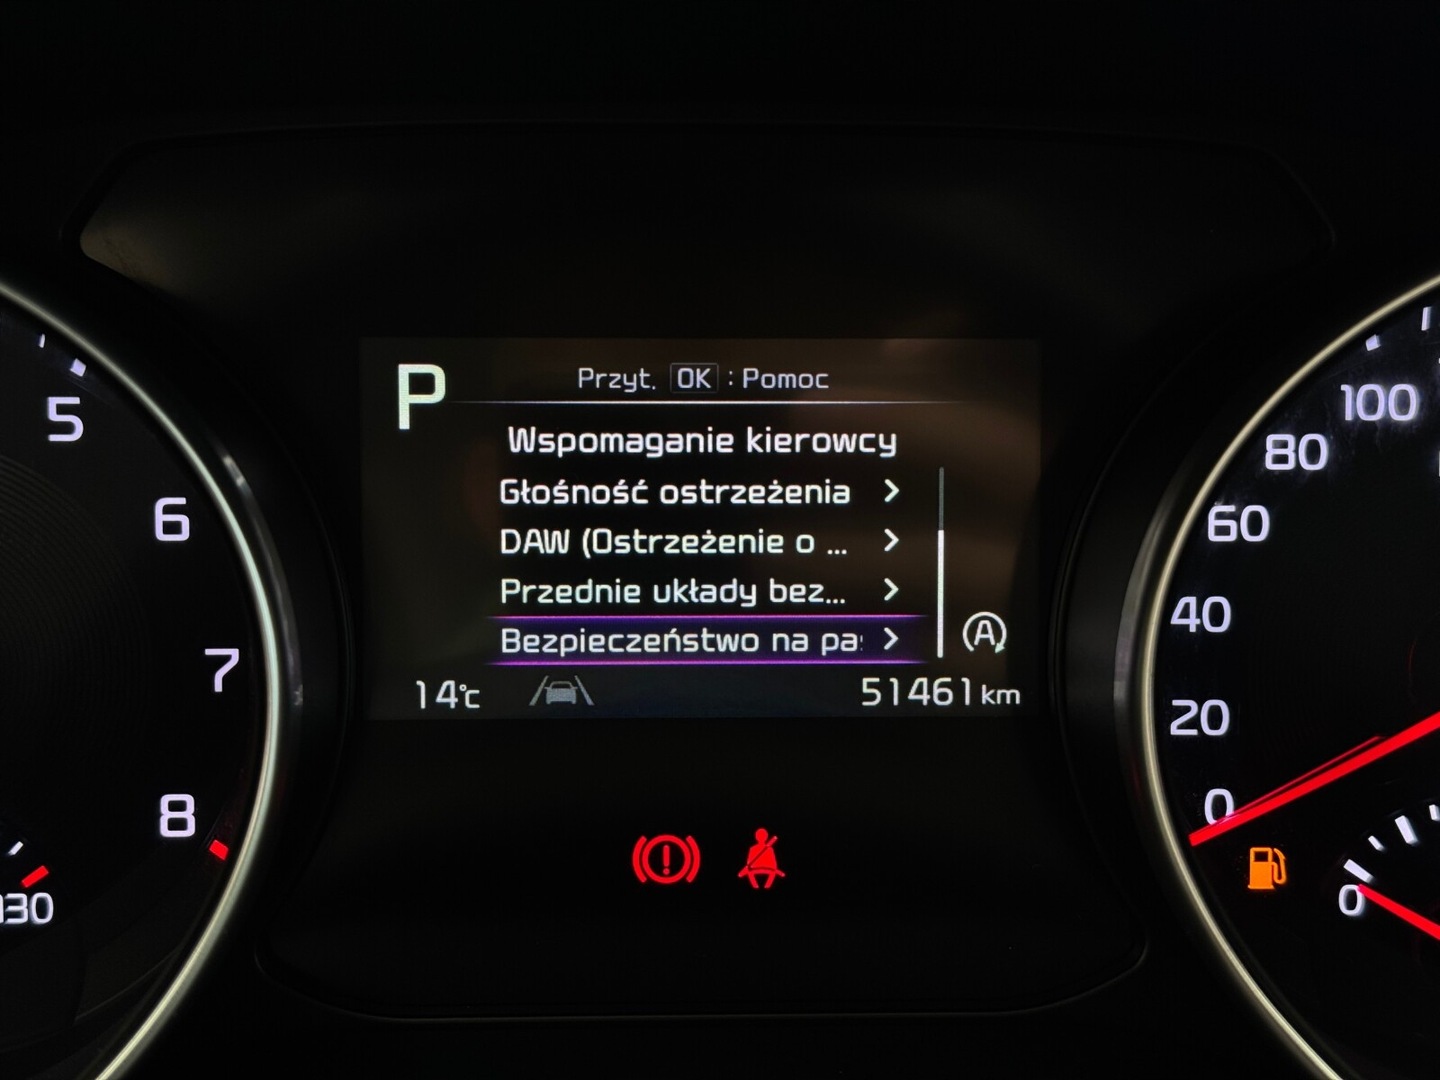 P
Przyt. OK : Pomoc
Wspomaganie kierowcy
Głośność ostrzeżenia >
DAW (Ostrzeżenie o ... >
Przednie układy bez... >
Bezpieczeństwo na pa >
A
14°C
51461 km
5
6
7
8
130
100
80
60
40
20
0
0